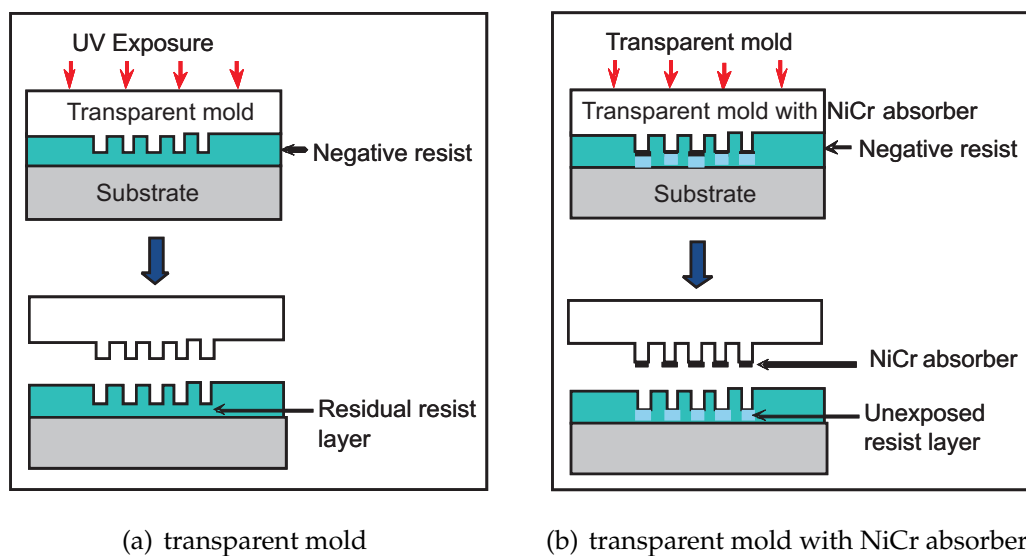 UV Exposure
Transparent mold
Negative resist
Substrate
Residual resist
layer
(a) transparent mold
Transparent mold
Transparent mold with NiCr absorber
Negative resist
Substrate
NiCr absorber
Unexposed
resist layer
(b) transparent mold with NiCr absorber